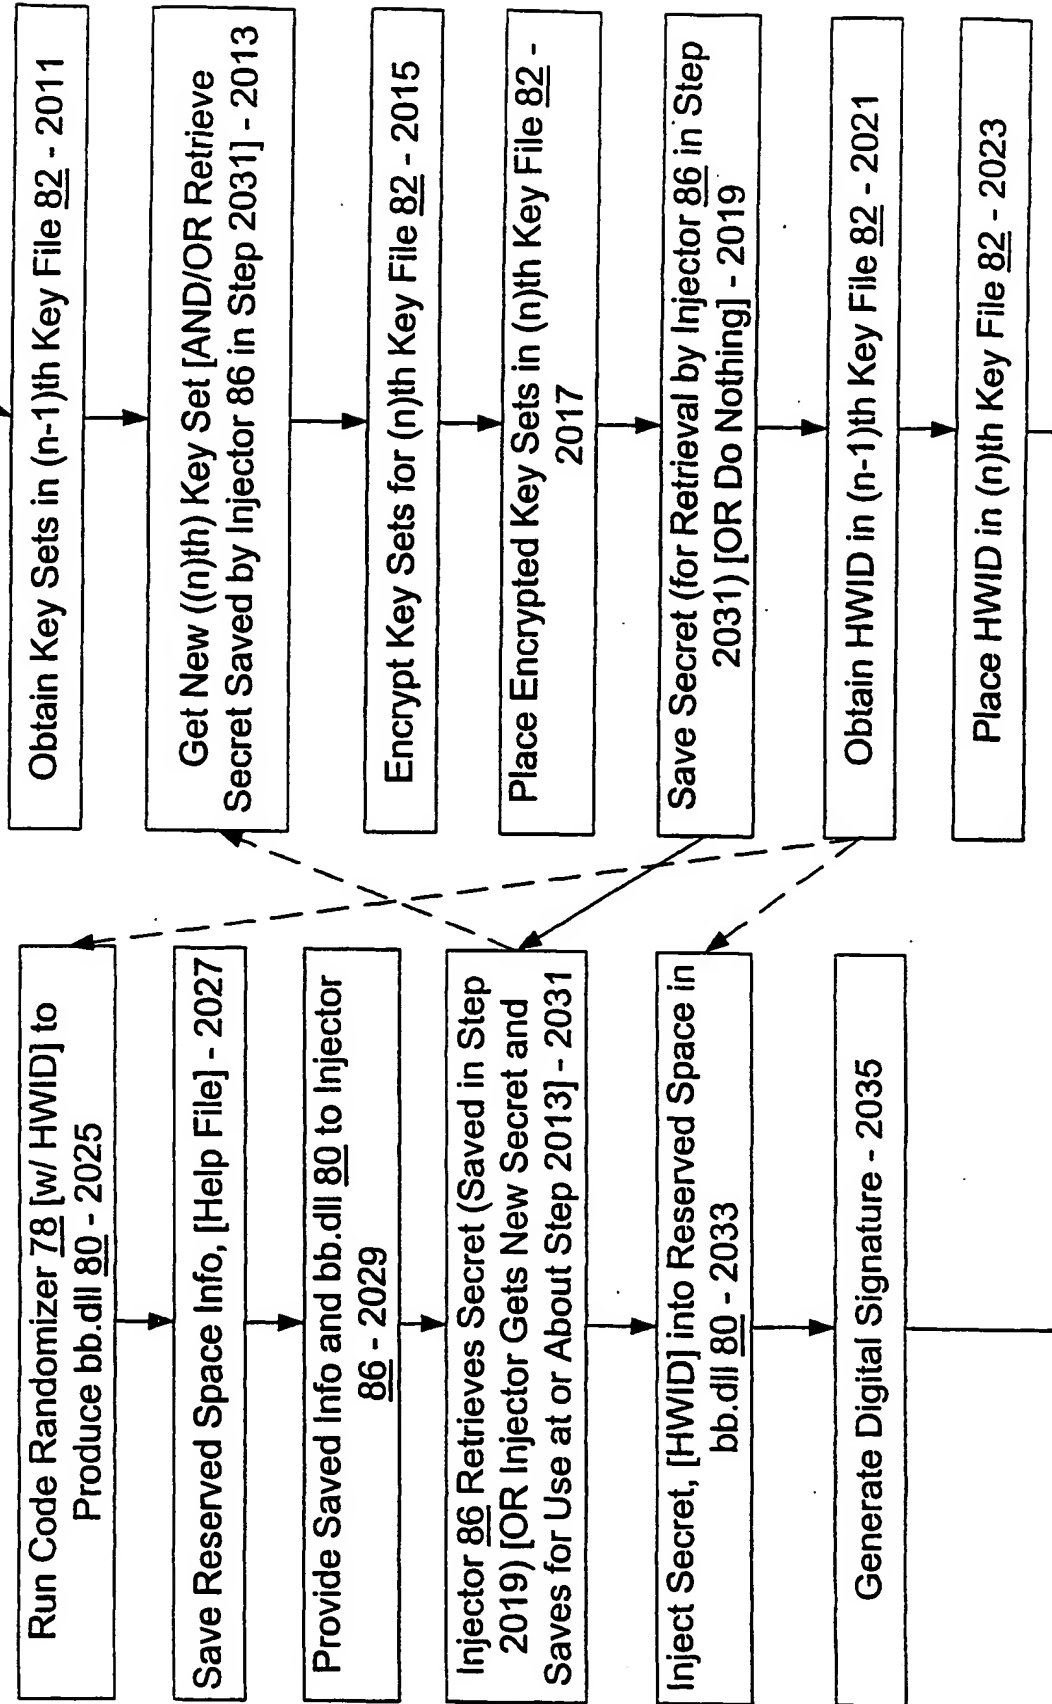 Obtain Key Sets in (n-1)th Key File 82 - 2011
Get New ((n)th) Key Set [AND/OR Retrieve
Secret Saved by Injector 86 in Step 2031] - 2013
Encrypt Key Sets for (n)th Key File 82 - 2015
Place Encrypted Key Sets in (n)th Key File 82 -
2017
Save Secret (for Retrieval by Injector 86 in Step
2031) [OR Do Nothing] - 2019
Obtain HWID in (n-1)th Key File 82 - 2021
Place HWID in (n)th Key File 82 - 2023
Run Code Randomizer 78 [w/ HWID] to
Produce bb.dll 80 - 2025
Save Reserved Space Info, [Help File] - 2027
Provide Saved Info and bb.dll 80 to Injector
86 - 2029
Injector 86 Retrieves Secret (Saved in Step
2019) [OR Injector Gets New Secret and
Saves for Use at or About Step 2013] - 2031
Inject Secret, [HWID] into Reserved Space in
bb.dll 80 - 2033
Generate Digital Signature - 2035